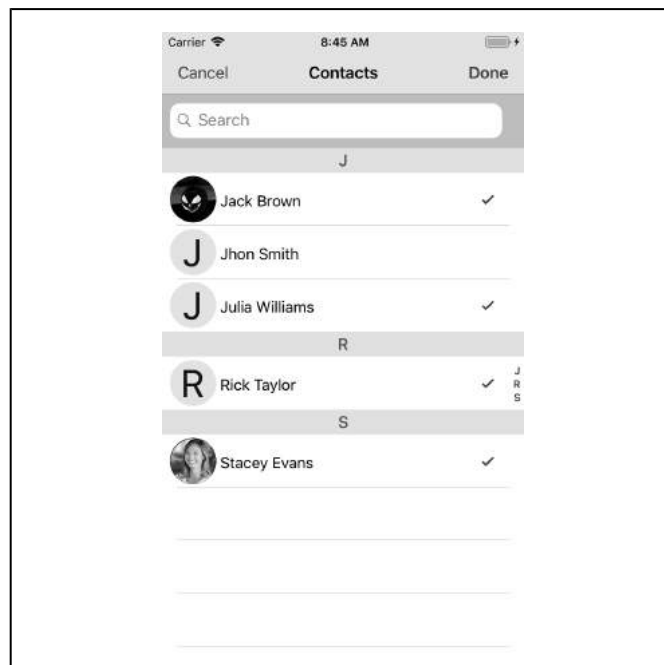 Carrier 8:45 AM
Cancel Contacts Done
Search
J
Jack Brown
J Jhon Smith
J Julia Williams
R
R Rick Taylor
J
R
S
S
Stacey Evans